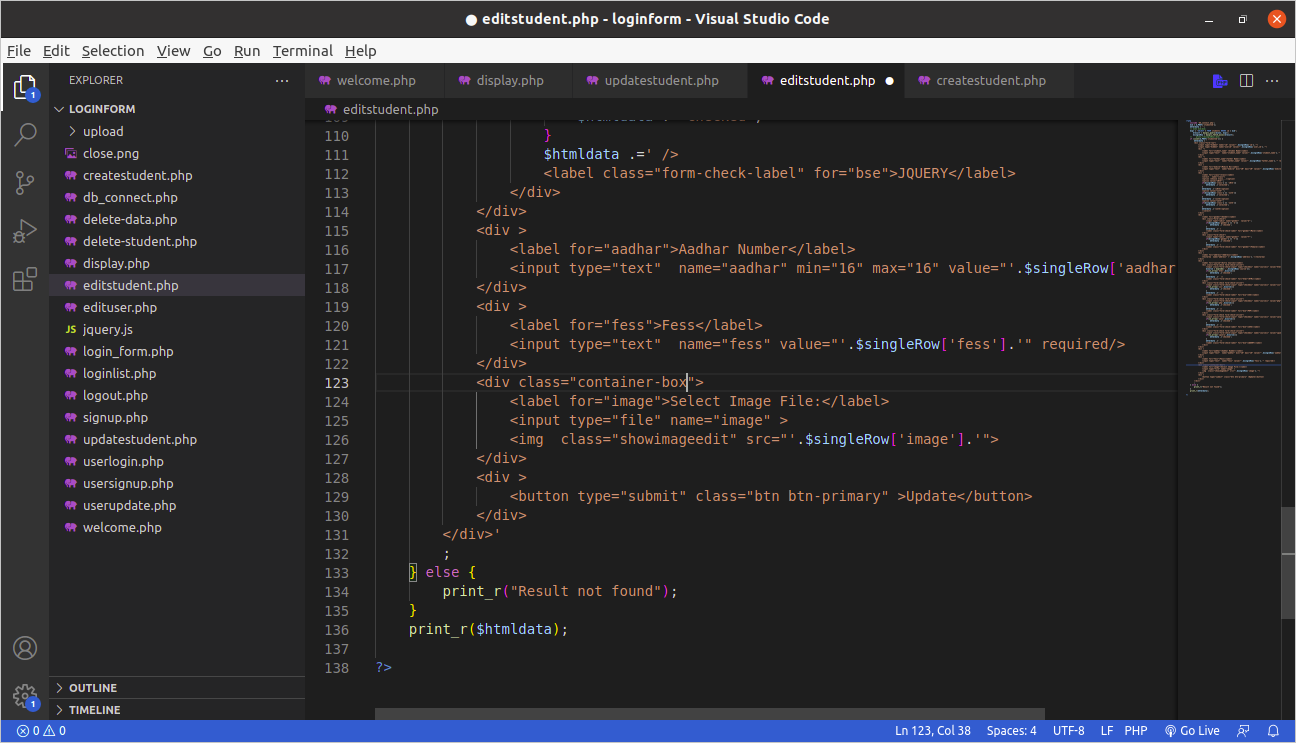 ● editstudent.php - loginform - Visual Studio Code
File Edit Selection View Go Run Terminal Help
EXPLORER
LOGINFORM
upload
close.png
createstudent.php
db_connect.php
delete-data.php
delete-student.php
display.php
editstudent.php
edituser.php
JS jquery.js
login_form.php
loginlist.php
logout.php
signup.php
updatestudent.php
userlogin.php
usersignup.php
userupdate.php
welcome.php
OUTLINE
TIMELINE
1
1
welcome.php display.php updatestudent.php editstudent.php ● createstudent.php
editstudent.php
110 }
111 $htmldata .=' />
112 <label class="form-check-label" for="bse">JQUERY</label>
113 </div>
114 </div>
115 <div >
116 <label for="aadhar">Aadhar Number</label>
117 <input type="text"  name="aadhar" min="16" max="16" value="'.$singleRow['aadhar
118 </div>
119 <div >
120 <label for="fess">Fess</label>
121 <input type="text"  name="fess" value="'.$singleRow['fess'].'" required/>
122 </div>
123 <div class="container-box">
124 <label for="image">Select Image File:</label>
125 <input type="file" name="image" >
126 <img  class="showimageedit" src="'.$singleRow['image'].'">
127 </div>
128 <div >
129 <button type="submit" class="btn btn-primary" >Update</button>
130 </div>
131 </div>'
132 ;
133 } else {
134 print_r("Result not found");
135 }
136 print_r($htmldata);
137
138 ?>
0 0 Ln 123, Col 38 Spaces: 4 UTF-8 LF PHP Go Live